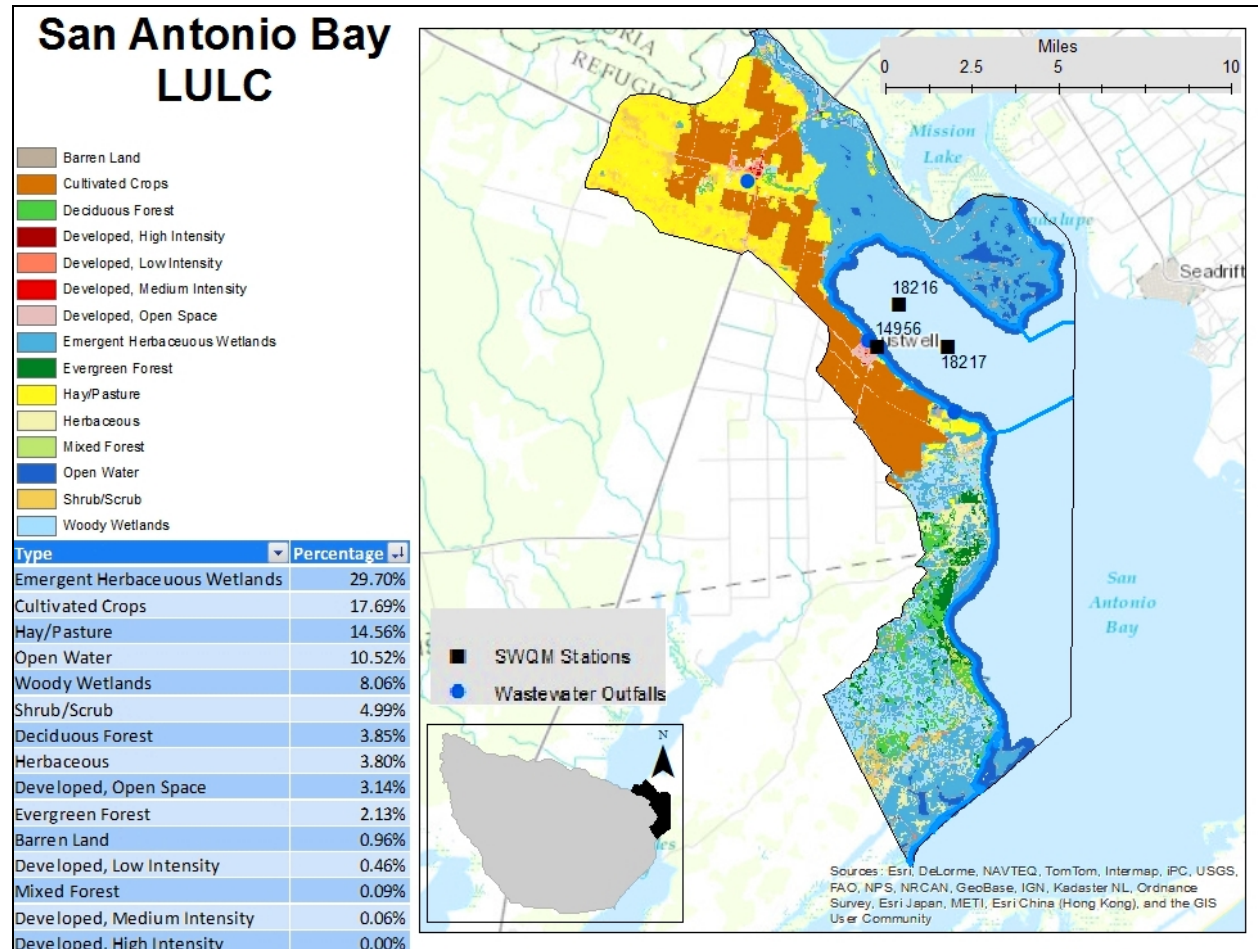 San Antonio Bay
LULC
Barren Land
Cultivated Crops
Deciduous Forest
Developed, High Intensity
Developed, Low Intensity
Developed, Medium Intensity
Developed, Open Space
Emergent Herbaceuous Wetlands
Evergreen Forest
Hay/Pasture
Herbaceous
Mixed Forest
Open Water
Shrub/Scrub
Woody Wetlands
Type Percentage
Emergent Herbaceuous Wetlands 29.70%
Cultivated Crops 17.69%
Hay/Pasture 14.56%
Open Water 10.52%
Woody Wetlands 8.06%
Shrub/Scrub 4.99%
Deciduous Forest 3.85%
Herbaceous 3.80%
Developed, Open Space 3.14%
Evergreen Forest 2.13%
Barren Land 0.96%
Developed, Low Intensity 0.46%
Mixed Forest 0.09%
Developed, Medium Intensity 0.06%
Developed, High Intensity 0.00%
Miles
0 2.5 5 10
ORIA
REFUGIO
Mission
Lake
adalupe
Seadrift
18216
14956
ustwell
18217
San
Antonio
Bay
SWQM Stations
Wastewater Outfalls
N
Sources: Esri, DeLorme, NAVTEQ, TomTom, Intermap, iPC, USGS,
FAO, NPS, NRCAN, GeoBase, IGN, Kadaster NL, Ordnance
Survey, Esri Japan, METI, Esri China (Hong Kong), and the GIS
User Community